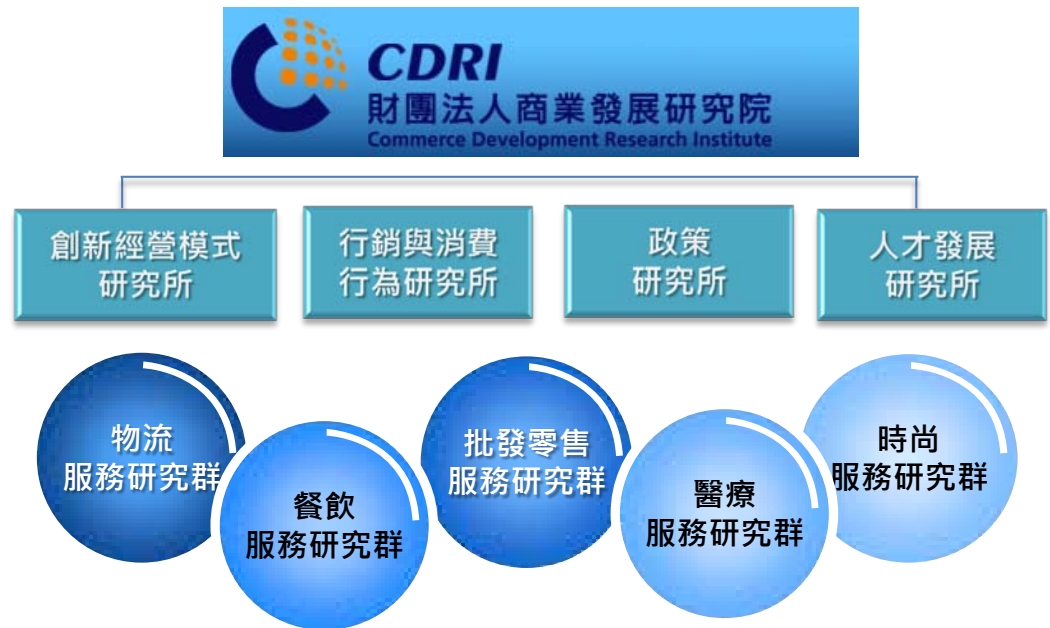 CDRI
財團法人商業發展研究院
Commerce Development Research Institute
創新經營模式
研究所
行銷與消費
行為研究所
政策
研究所
人才發展
研究所
物流
服務研究群
餐飲
服務研究群
批發零售
服務研究群
醫療
服務研究群
時尚
服務研究群